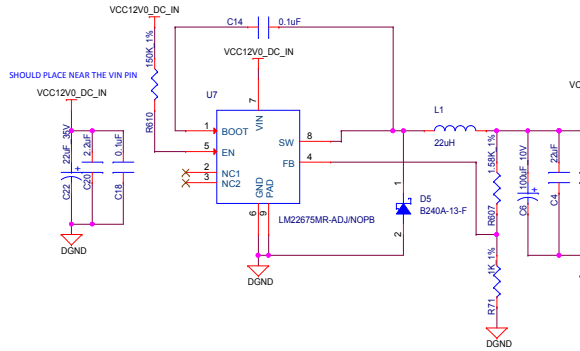 VCC12V0_DC_IN
C14
0.1uF
VCC12V0_DC_IN
150K 1%
R610
SHOULD PLACE NEAR THE VIN PIN
VCC12V0_DC_IN
22uF 35V
C22
2.2uF
C20
0.1uF
C18
DGND
U7
7
VIN
1
BOOT
5
EN
2
NC1
3
NC2
SW
8
FB
4
GND
PAD
6
9
LM22675MR-ADJ/NOPB
DGND
L1
22uH
1
D5
B240A-13-F
2
1.58K 1%
R607
1K 1%
R71
DGND
100uF 10V
C6
22uF
C4